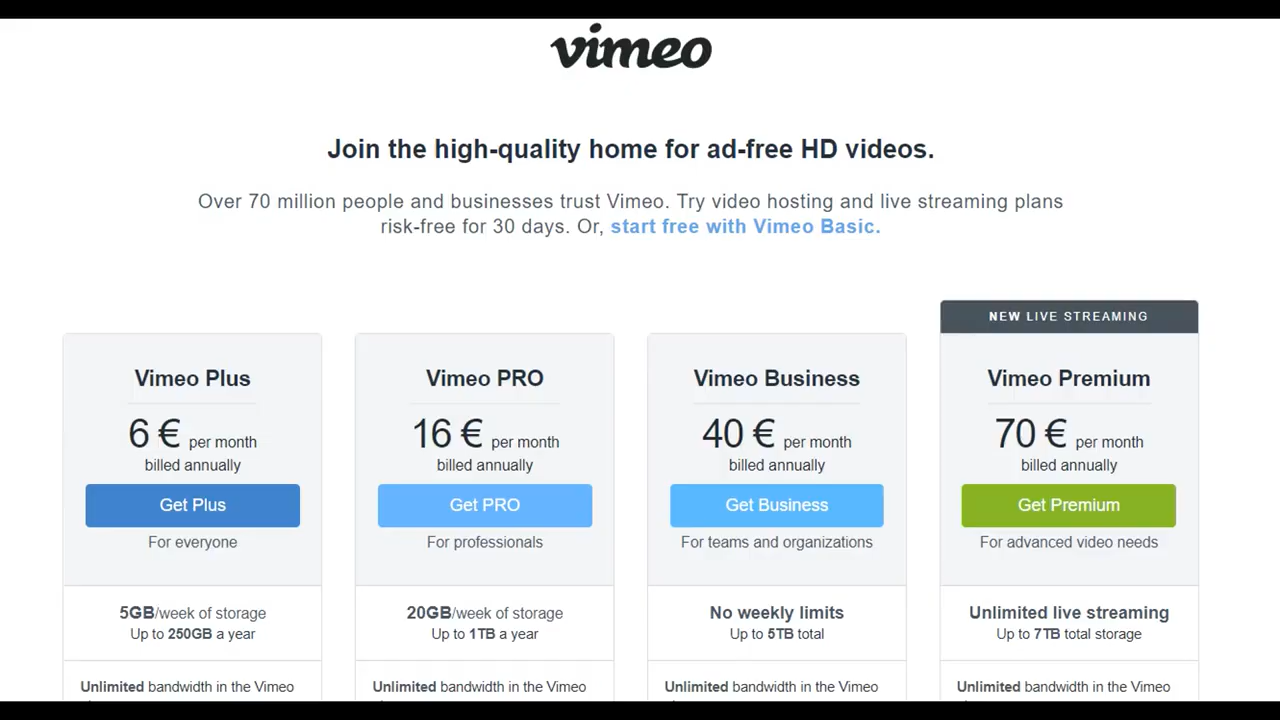 vimeo
Join the high-quality home for ad-free HD videos.
Over 70 million people and businesses trust Vimeo. Try video hosting and live streaming plans
risk-free for 30 days. Or, start free with Vimeo Basic.
NEW LIVE STREAMING
Vimeo Plus
6 € per month
billed annually
Get Plus
For everyone
5GB/week of storage
Up to 250GB a year
Unlimited bandwidth in the Vimeo
Vimeo PRO
16 € per month
billed annually
Get PRO
For professionals
20GB/week of storage
Up to 1TB a year
Unlimited bandwidth in the Vimeo
Vimeo Business
40 € per month
billed annually
Get Business
For teams and organizations
No weekly limits
Up to 5TB total
Unlimited bandwidth in the Vimeo
Vimeo Premium
70 € per month
billed annually
Get Premium
For advanced video needs
Unlimited live streaming
Up to 7TB total storage
Unlimited bandwidth in the Vimeo